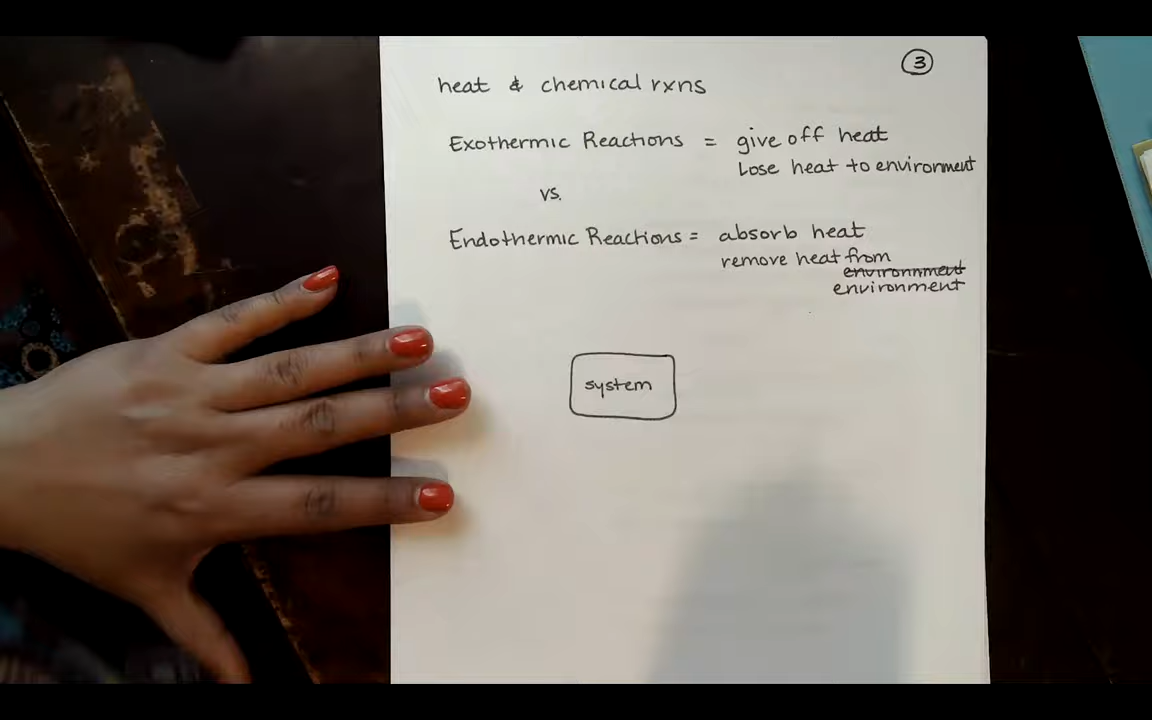 3
heat & chemical rxns
Exothermic Reactions = give off heat
Lose heat to environment
vs.
Endothermic Reactions = absorb heat
remove heat from
environnment
environment
system